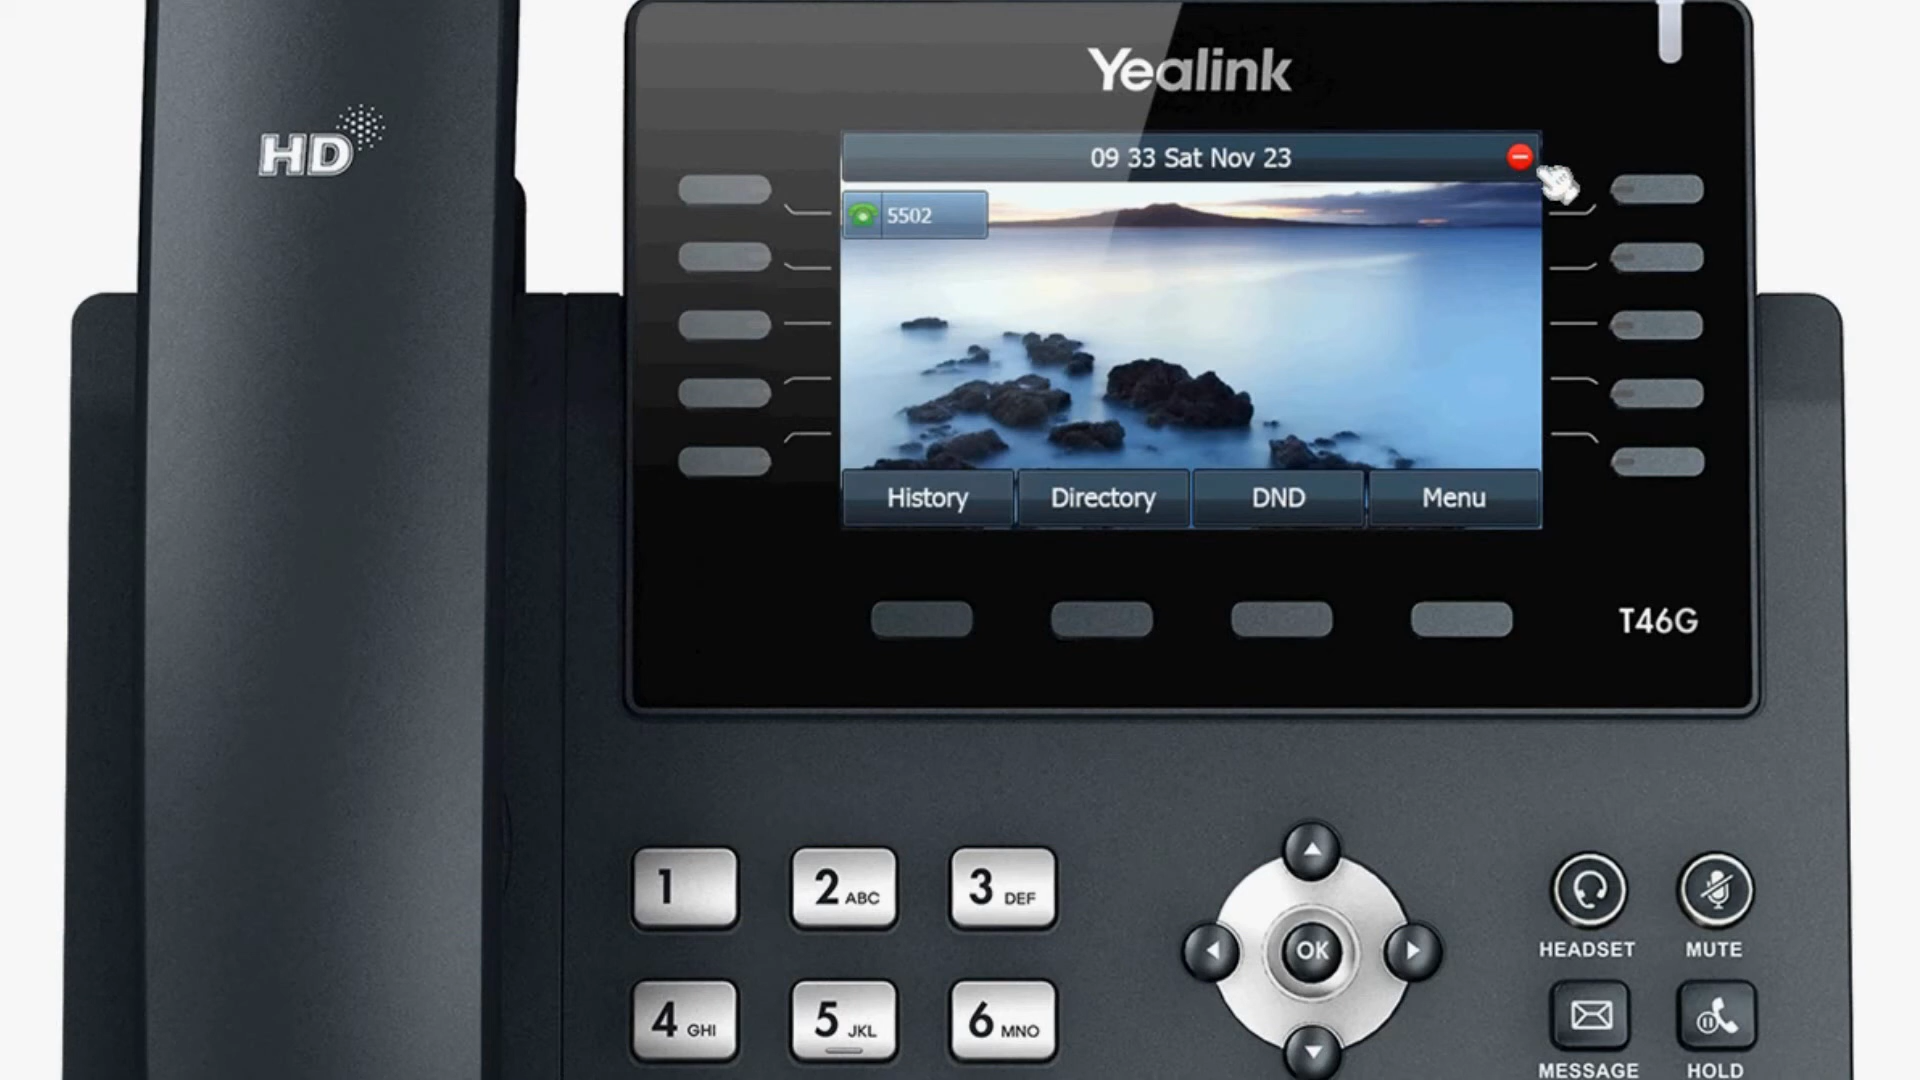 Yealink
HD
09 33 Sat Nov 23
5502
History Directory DND Menu
T46G
1 2 ABC 3 DEF
OK
HEADSET MUTE
4 GHI 5 JKL 6 MNO
MESSAGE HOLD